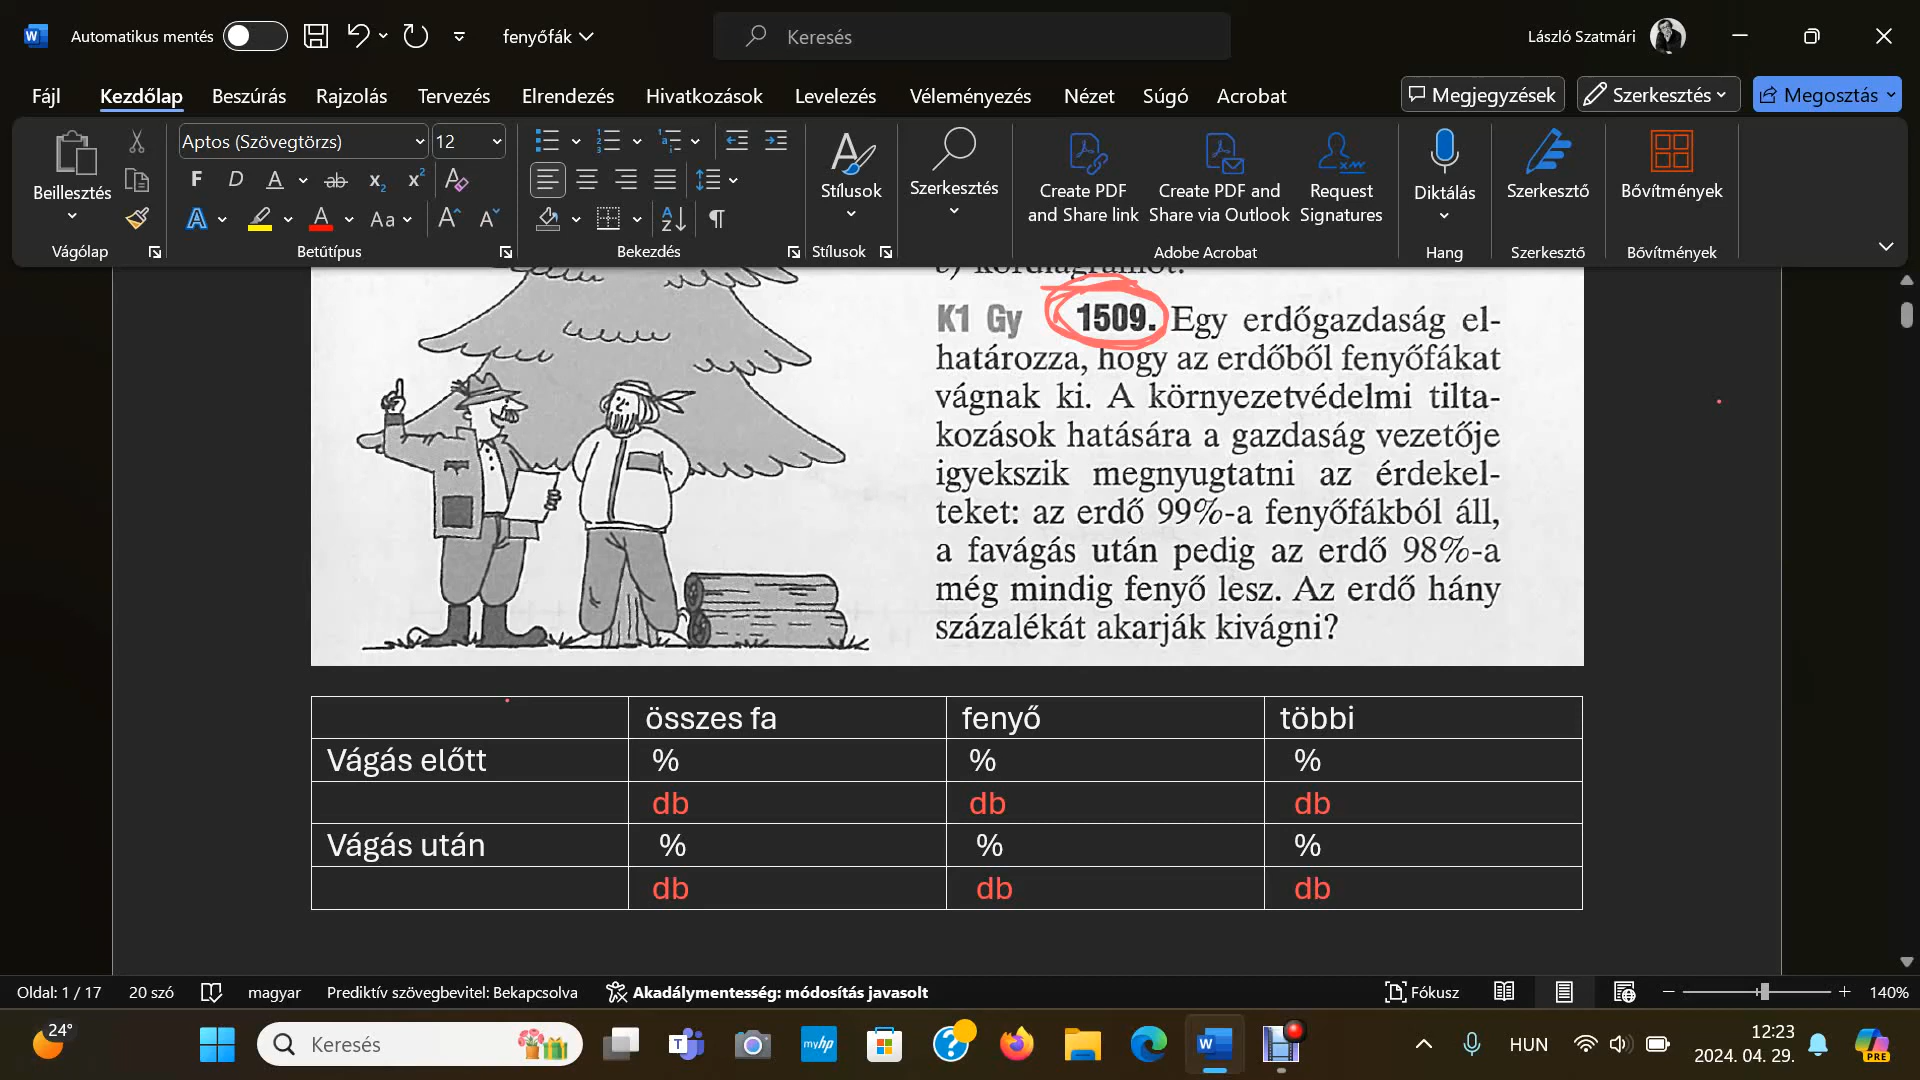 Automatikus mentés
fenyőfák
Keresés
László Szatmári
Fájl Kezdőlap Beszúrás Rajzolás Tervezés Elrendezés Hivatkozások Levelezés Véleményezés Nézet Súgó Acrobat
Megjegyzések Szerkesztés Megosztás
Beillesztés
Vágólap
Aptos (Szövegtörzs) 12
F D A ab x₂ x²
A A Aa A A
Betűtípus
Bekezdés
Stílusok
Stílusok
Szerkesztés
Create PDF and Share link
Create PDF and Share via Outlook
Request Signatures
Adobe Acrobat
Diktálás
Hang
Szerkesztő
Szerkesztő
Bővítmények
Bővítmények
b) kördiagramot.
K1 Gy 1509. Egy erdőgazdaság el-
határozza, hogy az erdőből fenyőfákat
vágnak ki. A környezetvédelmi tilta-
kozások hatására a gazdaság vezetője
igyekszik megnyugtatni az érdekel-
teket: az erdő 99%-a fenyőfákból áll,
a favágás után pedig az erdő 98%-a
még mindig fenyő lesz. Az erdő hány
százalékát akarják kivágni?
összes fa fenyő többi
Vágás előtt % % %
db db db
Vágás után % % %
db db db
Oldal: 1 / 17 20 szó magyar Prediktív szövegbevitel: Bekapcsolva Akadálymentesség: módosítás javasolt Fókusz 140%
24° Keresés myhp HUN 12:23
2024. 04. 29.
PRE